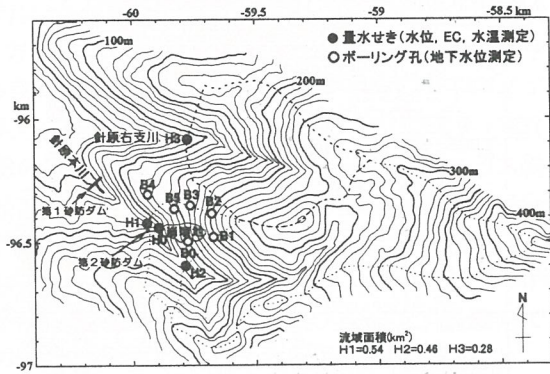 -60
-59.5
-59
-58.5 km
100m
●量水せき(水位, EC, 水温測定)
○ボーリング孔(地下水位測定)
200m
km
-96
針原右支川 H3
針原本川
300m
B4
B3
B5
B2
第1砂防ダム
400m
H1
H0
B1
-96.5
B0
第2砂防ダム
H2
N
流域面積(km²)
H1=0.54 H2=0.46 H3=0.28
-97